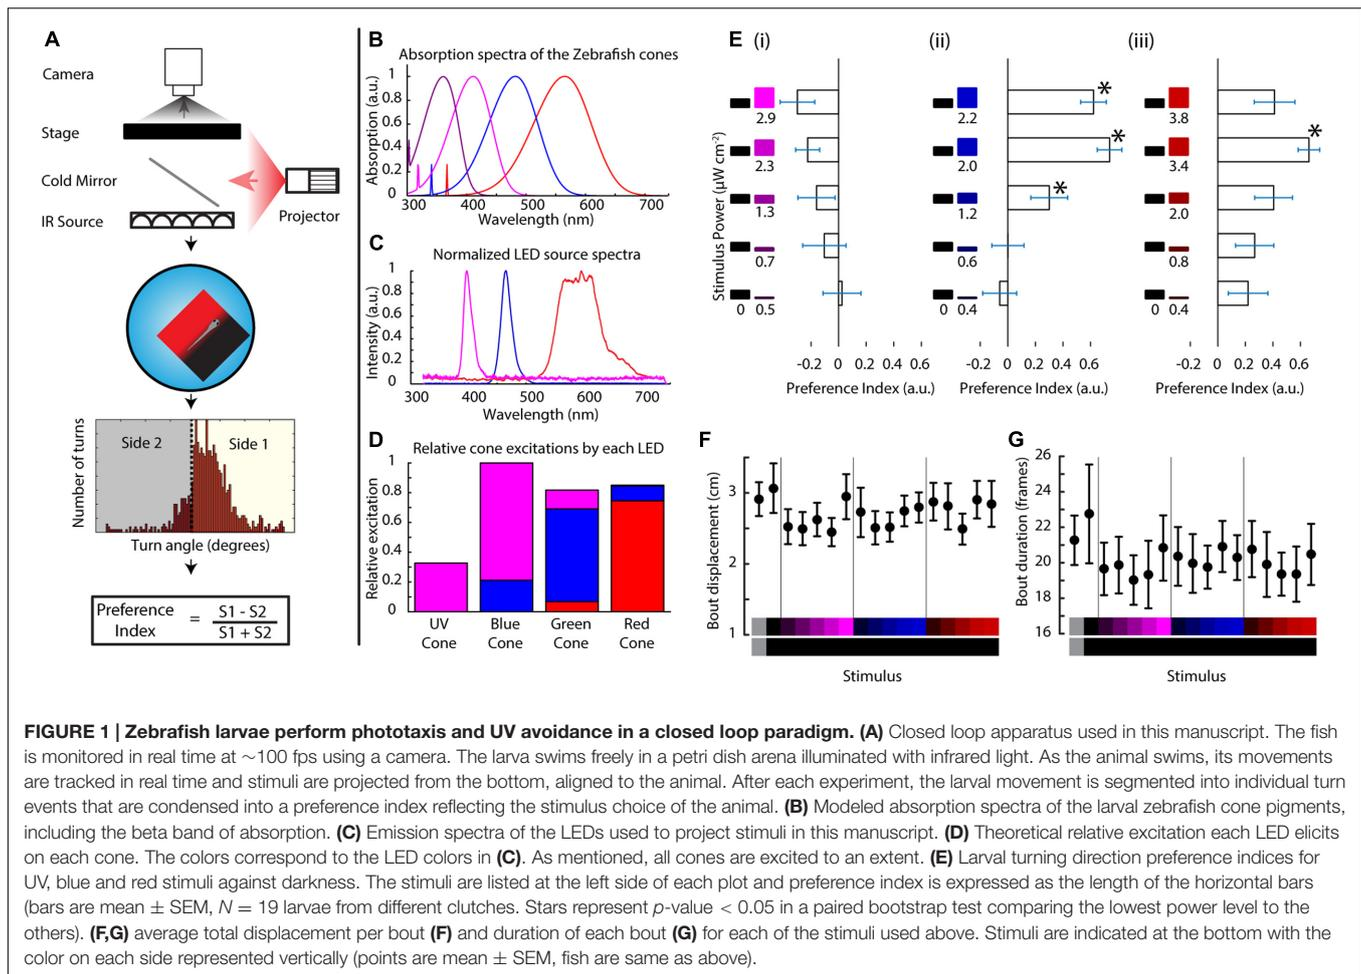 A
Camera
Stage
Cold Mirror
IR Source
Projector
Side 2
Side 1
Number of turns
Turn angle (degrees)
Preference Index = S1 - S2 / S1 + S2
B
Absorption spectra of the Zebrafish cones
Absorption (a.u.)
1
0.8
0.6
0.4
0.2
0
300 400 500 600 700
Wavelength (nm)
C
Normalized LED source spectra
Intensity (a.u.)
1
0.8
0.6
0.4
0.2
0
300 400 500 600 700
Wavelength (nm)
D
Relative cone excitations by each LED
Relative excitation
1
0.8
0.6
0.4
0.2
0
UV Cone
Blue Cone
Green Cone
Red Cone
E
(i)
Stimulus Power (µW cm-2)
2.9
2.3
1.3
0.7
0 0.5
-0.2 0 0.2 0.4 0.6
Preference Index (a.u.)
(ii)
2.2
*
2.0
*
1.2
*
0.6
0 0.4
-0.2 0 0.2 0.4 0.6
Preference Index (a.u.)
(iii)
3.8
3.4
*
2.0
0.8
0 0.4
-0.2 0 0.2 0.4 0.6
Preference Index (a.u.)
F
Bout displacement (cm)
3
2
1
Stimulus
G
Bout duration (frames)
26
24
22
20
18
16
Stimulus
FIGURE 1 | Zebrafish larvae perform phototaxis and UV avoidance in a closed loop paradigm. (A) Closed loop apparatus used in this manuscript. The fish
is monitored in real time at ~100 fps using a camera. The larva swims freely in a petri dish arena illuminated with infrared light. As the animal swims, its movements
are tracked in real time and stimuli are projected from the bottom, aligned to the animal. After each experiment, the larval movement is segmented into individual turn
events that are condensed into a preference index reflecting the stimulus choice of the animal. (B) Modeled absorption spectra of the larval zebrafish cone pigments,
including the beta band of absorption. (C) Emission spectra of the LEDs used to project stimuli in this manuscript. (D) Theoretical relative excitation each LED elicits
on each cone. The colors correspond to the LED colors in (C). As mentioned, all cones are excited to an extent. (E) Larval turning direction preference indices for
UV, blue and red stimuli against darkness. The stimuli are listed at the left side of each plot and preference index is expressed as the length of the horizontal bars
(bars are mean ± SEM, N = 19 larvae from different clutches. Stars represent p-value < 0.05 in a paired bootstrap test comparing the lowest power level to the
others). (F,G) average total displacement per bout (F) and duration of each bout (G) for each of the stimuli used above. Stimuli are indicated at the bottom with the
color on each side represented vertically (points are mean ± SEM, fish are same as above).